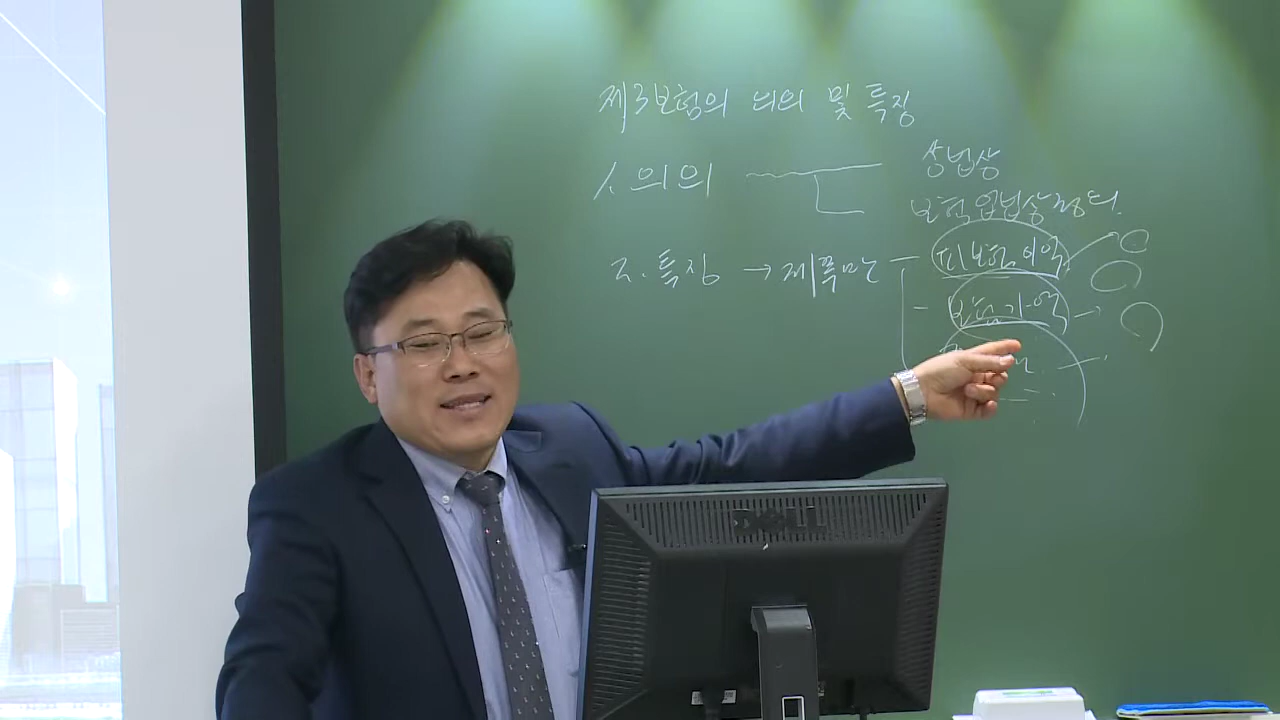 제3보험의 의의 및 특징
1. 의의 상법상
보험업법상 정의.
2. 특징 → 제목만 - 피보험이익
- 보험가액
DELL